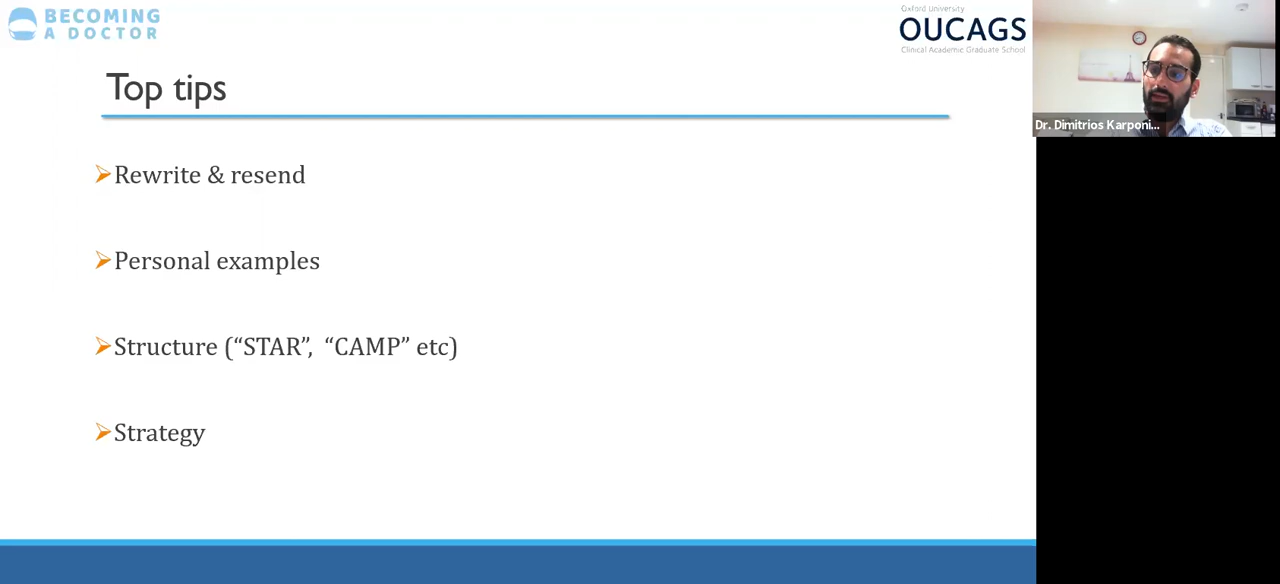 BECOMING
A DOCTOR
Oxford University
OUCAGS
Clinical Academic Graduate School
Top tips
Dr. Dimitrios Karponi...
Rewrite & resend
Personal examples
Structure (“STAR”,  “CAMP” etc)
Strategy